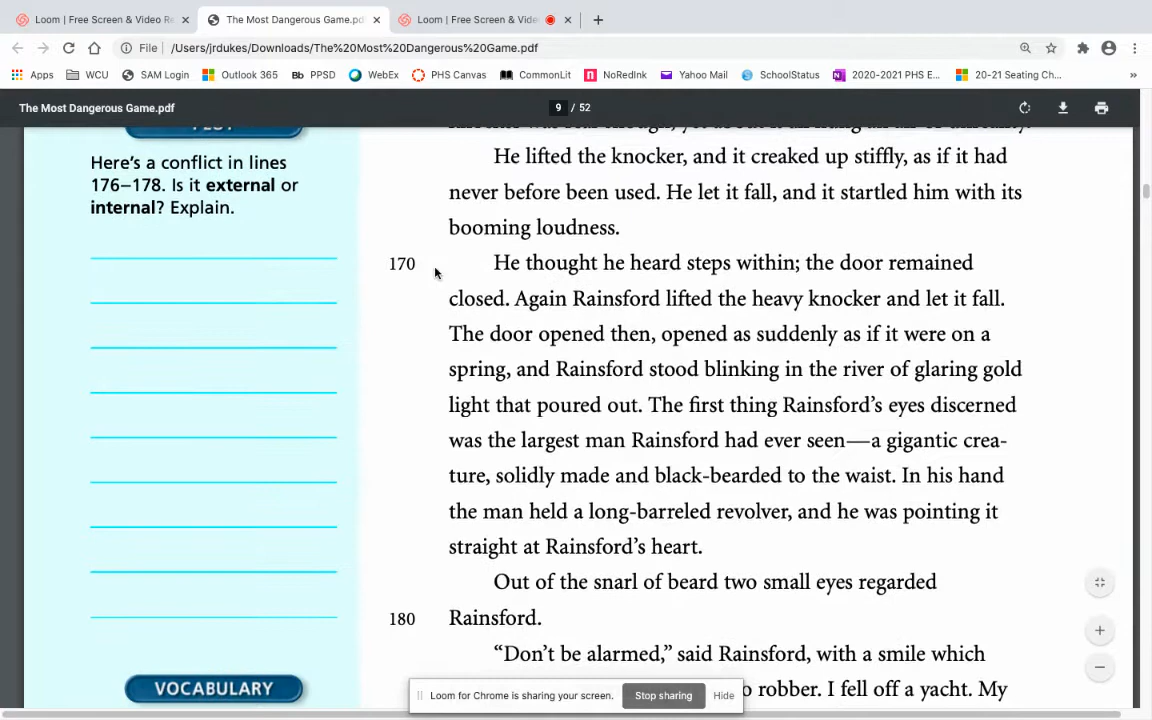 Loom | Free Screen & Video Re
The Most Dangerous Game.pdf
Loom | Free Screen & Vide
File
/Users/jrdukes/Downloads/The%20Most%20Dangerous%20Game.pdf
Apps
WCU
SAM Login
Outlook 365
Bb PPSD
WebEx
PHS Canvas
CommonLit
NoRedInk
Yahoo Mail
SchoolStatus
2020-2021 PHS E...
20-21 Seating Ch...
»
The Most Dangerous Game.pdf
9 / 52
Here's a conflict in lines
176–178. Is it external or
internal? Explain.
VOCABULARY
He lifted the knocker, and it creaked up stiffly, as if it had
never before been used. He let it fall, and it startled him with its
booming loudness.
170 He thought he heard steps within; the door remained
closed. Again Rainsford lifted the heavy knocker and let it fall.
The door opened then, opened as suddenly as if it were on a
spring, and Rainsford stood blinking in the river of glaring gold
light that poured out. The first thing Rainsford's eyes discerned
was the largest man Rainsford had ever seen—a gigantic crea-
ture, solidly made and black-bearded to the waist. In his hand
the man held a long-barreled revolver, and he was pointing it
straight at Rainsford's heart.
Out of the snarl of beard two small eyes regarded
180 Rainsford.
“Don't be alarmed,” said Rainsford, with a smile which
o robber. I fell off a yacht. My
Loom for Chrome is sharing your screen.
Stop sharing
Hide